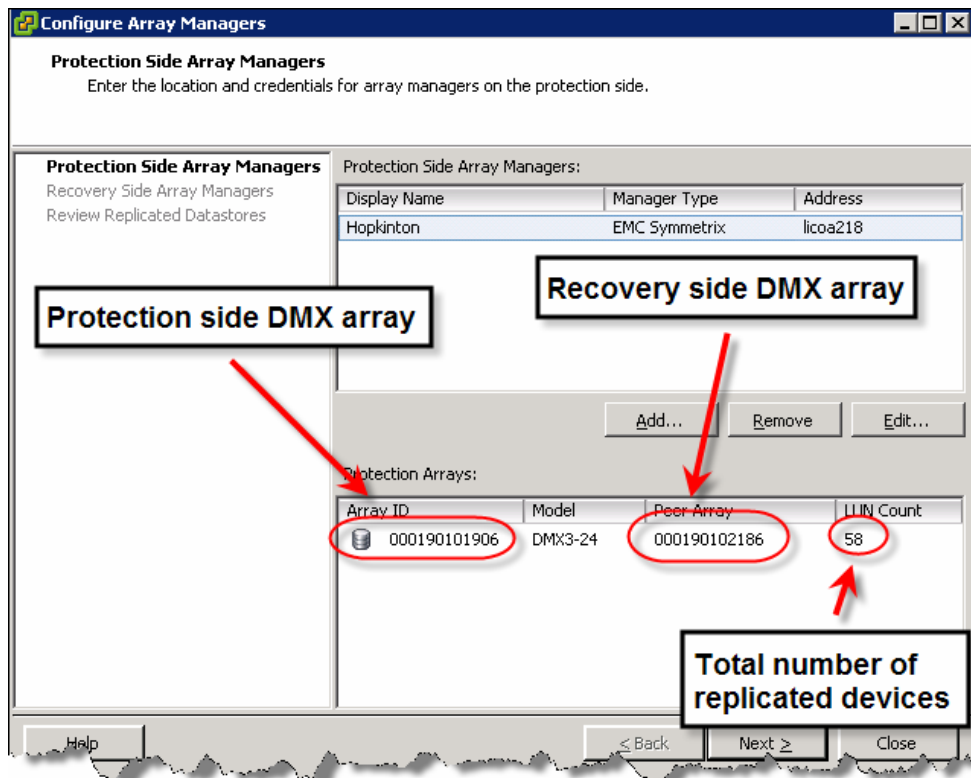 Configure Array Managers
Protection Side Array Managers
Enter the location and credentials for array managers on the protection side.
Protection Side Array Managers
Recovery Side Array Managers
Review Replicated Datastores
Protection Side Array Managers:
Display Name Manager Type Address
Hopkinton EMC Symmetrix licoa218
Protection side DMX array
Recovery side DMX array
Add... Remove Edit...
Protection Arrays:
Array ID Model Peer Array LUN Count
000190101906 DMX3-24 000190102186 58
Total number of
replicated devices
Help < Back Next > Close